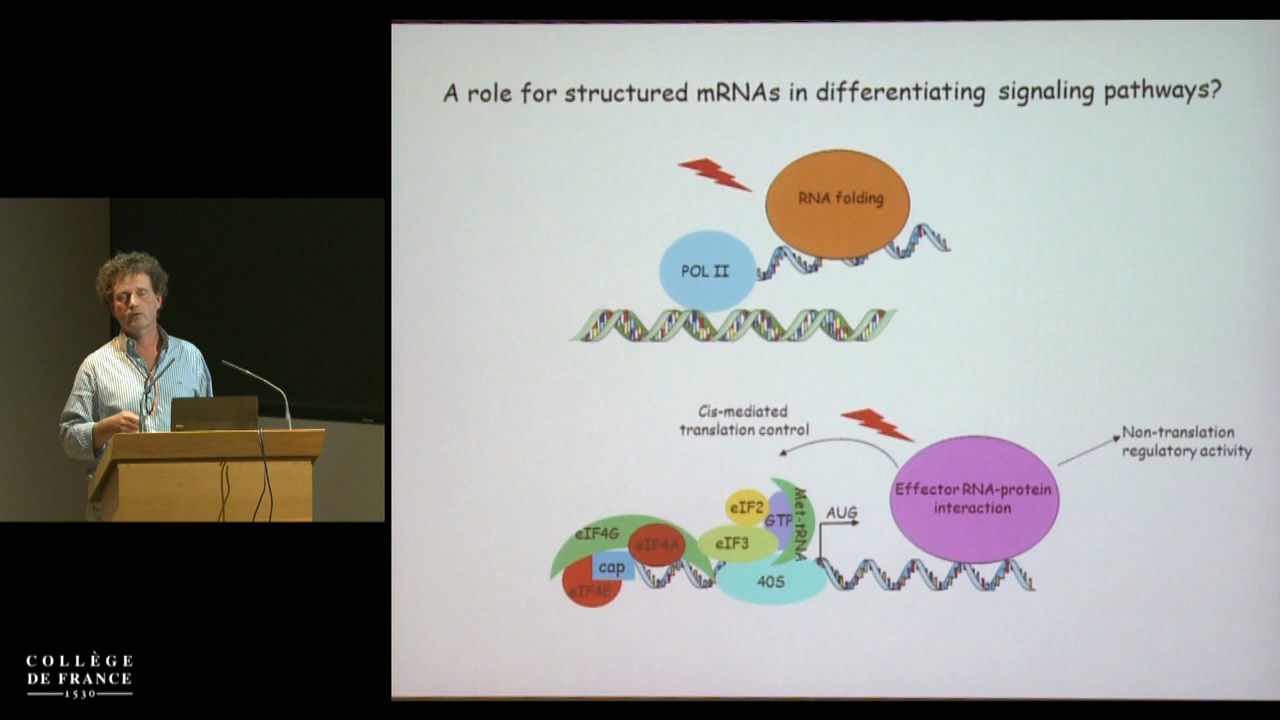 A role for structured mRNAs in differentiating signaling pathways?
RNA folding
POL II
Cis-mediated
translation control
Non-translation
regulatory activity
Effector RNA-protein
interaction
eIF2
GTP
Met-tRNA
AUG
eIF4G
eIF4A
eIF3
cap
40S
eIF4E
COLLÈGE
DE FRANCE
1530